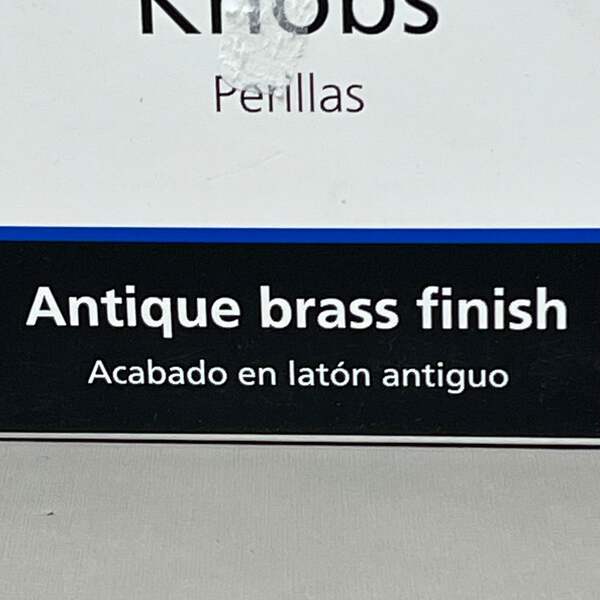 Knobs
Perillas
Antique brass finish
Acabado en latón antiguo